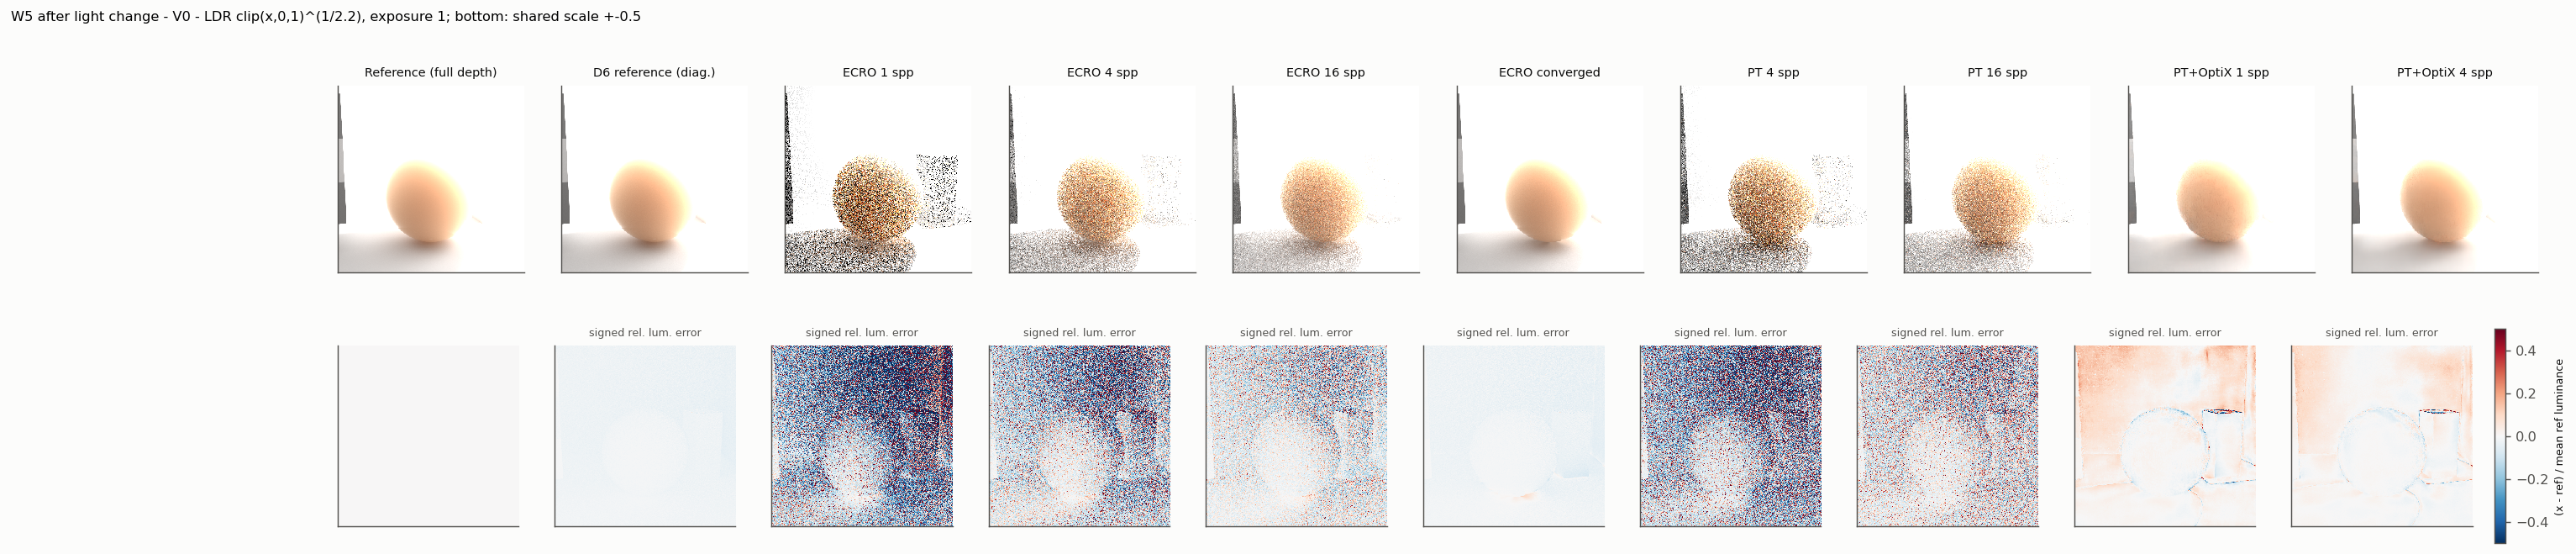 W5 after light change - V0 - LDR clip(x,0,1)^(1/2.2), exposure 1; bottom: shared scale +-0.5
Reference (full depth)
D6 reference (diag.)
ECRO 1 spp
ECRO 4 spp
ECRO 16 spp
ECRO converged
PT 4 spp
PT 16 spp
PT+OptiX 1 spp
PT+OptiX 4 spp
signed rel. lum. error
signed rel. lum. error
signed rel. lum. error
signed rel. lum. error
signed rel. lum. error
signed rel. lum. error
signed rel. lum. error
signed rel. lum. error
signed rel. lum. error
0.4
0.2
0.0
−0.2
−0.4
(x - ref) / mean ref luminance